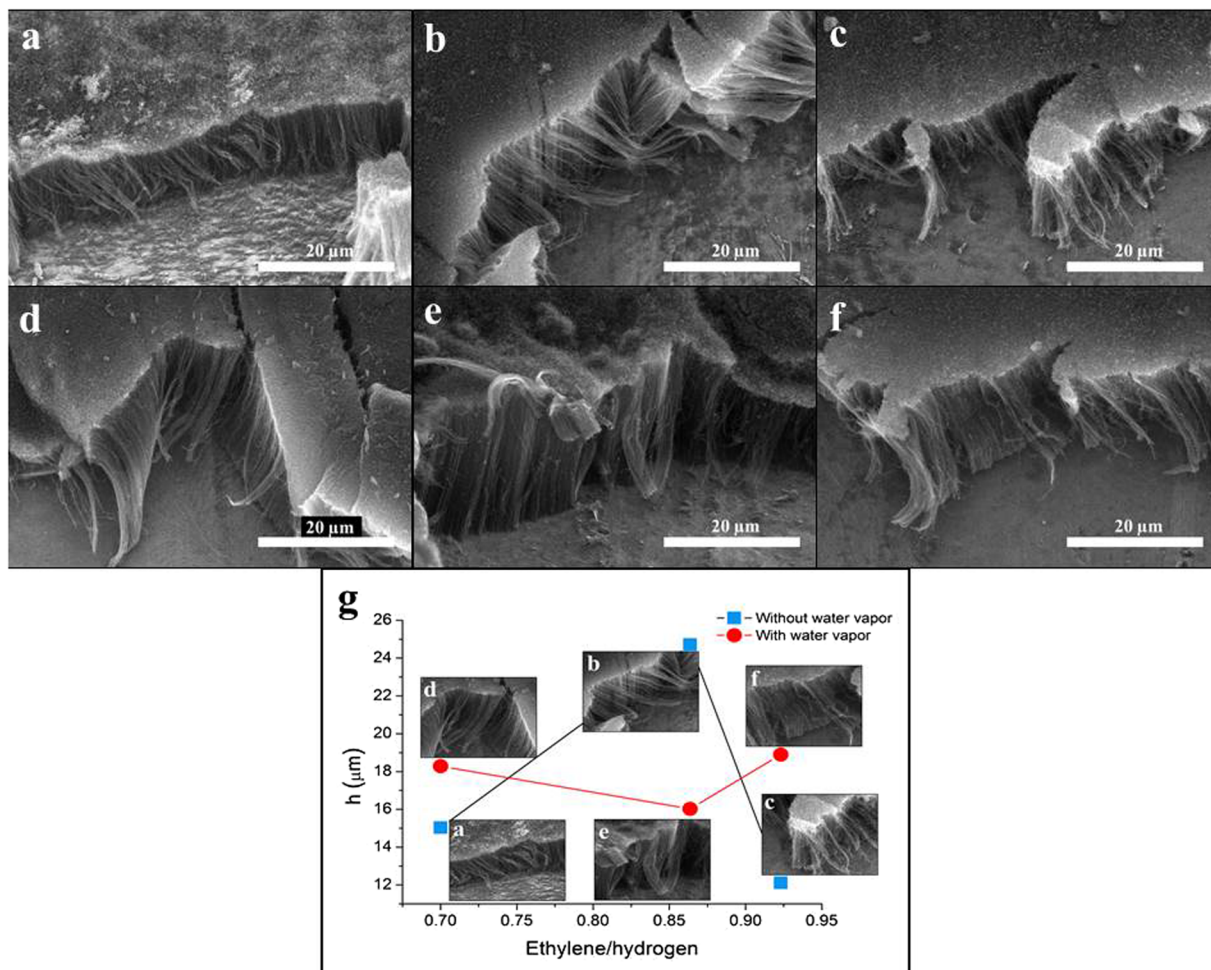 a
b
c
20 µm
20 µm
20 µm
d
e
f
20 µm
20 µm
20 µm
g
Without water vapor
With water vapor
26
24
22
20
18
16
14
12
h (µm)
d
b
f
a
e
c
0.70 0.75 0.80 0.85 0.90 0.95
Ethylene/hydrogen